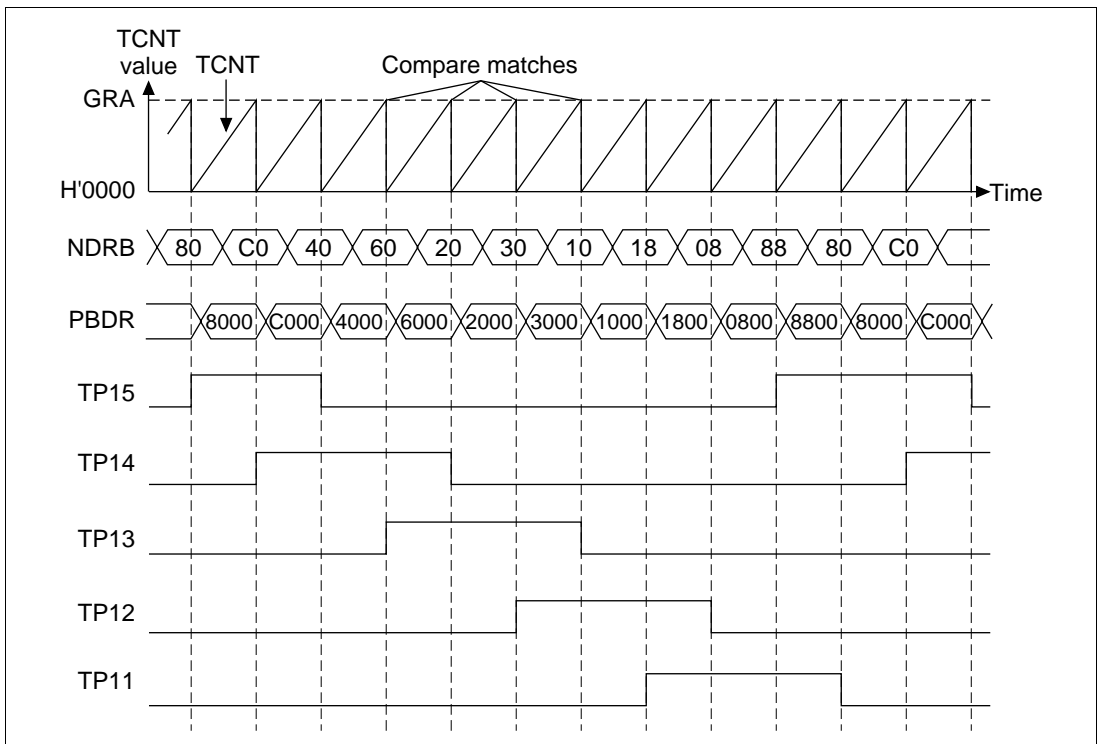 TCNT
value TCNT Compare matches
GRA
H'0000 Time
NDRB 80 C0 40 60 20 30 10 18 08 88 80 C0
PBDR 8000 C000 4000 6000 2000 3000 1000 1800 0800 8800 8000 C000
TP15
TP14
TP13
TP12
TP11